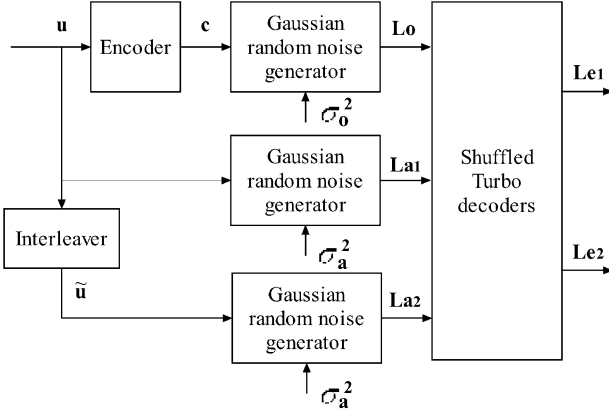 u
Encoder
c
Gaussian
random noise
generator
Lo
σo²
Le1
Gaussian
random noise
generator
La1
σa²
Shuffled
Turbo
decoders
Interleaver
ũ
Gaussian
random noise
generator
La2
σa²
Le2